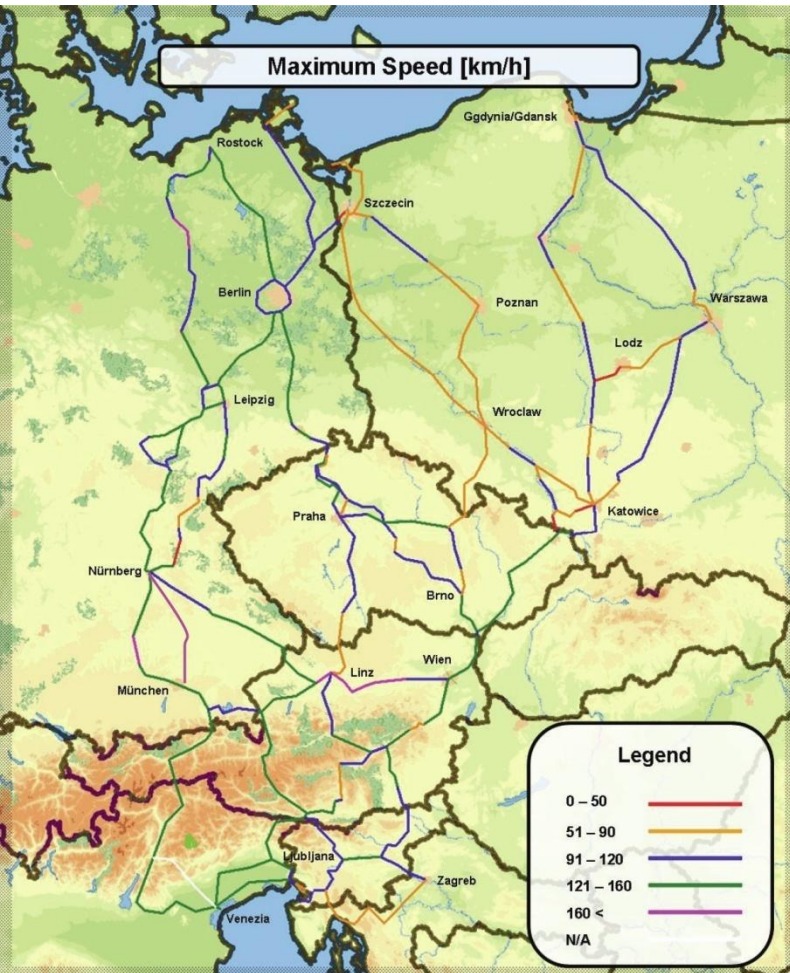 Maximum Speed [km/h]
Ggdynia/Gdansk
Rostock
Szczecin
Berlin
Poznan
Warszawa
Lodz
Leipzig
Wroclaw
Praha
Katowice
Nürnberg
Brno
Linz
Wien
München
Legend
0 – 50
51 – 90
91 – 120
121 – 160
160 <
N/A
Ljubljana
Zagreb
Venezia